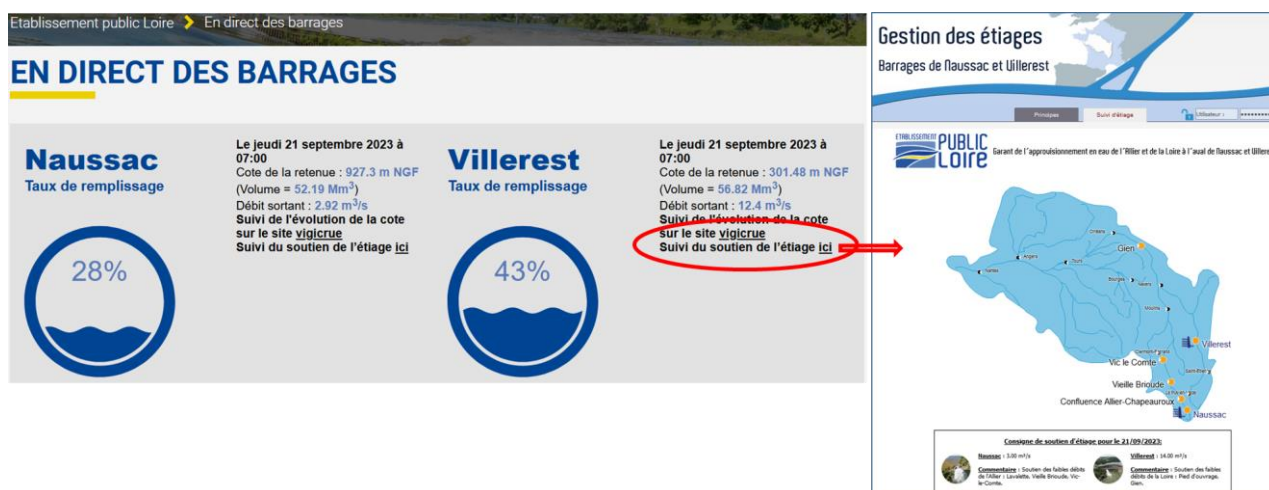 Etablissement public Loire > En direct des barrages
EN DIRECT DES BARRAGES
Naussac
Taux de remplissage
28%
Le jeudi 21 septembre 2023 à
07:00
Cote de la retenue : 927.3 m NGF
(Volume = 52.19 Mm³)
Débit sortant : 2.92 m³/s
Suivi de l'évolution de la cote
sur le site vigicrue
Suivi du soutien de l'étiage ici
Villerest
Taux de remplissage
43%
Le jeudi 21 septembre 2023 à
07:00
Cote de la retenue : 301.48 m NGF
(Volume = 56.82 Mm³)
Débit sortant : 12.4 m³/s
Suivi de l'évolution de la cote
sur le site vigicrue
Suivi du soutien de l'étiage ici
Gestion des étiages
Barrages de Naussac et Villerest
Principes
Suivi d'étiage
Utilisateur :
ETABLISSEMENT
PUBLIC
LOIRE
Garant de l'approvisionnement en eau de l'Allier et de la Loire à l'aval de Naussac et Villere
Orléans
Gien
Angers
Tours
Nantes
Bourges
Nevers
Moulins
Villerest
Vic le Comte
Vieille Brioude
Confluence Allier-Chapeauroux
Naussac
Consigne de soutien d'étiage pour le 21/09/2023:
Naussac : 3.00 m³/s
Commentaire : Soutien des faibles débits
de l'Allier : Lavalette, Vieille Brioude, Vic-
le-Comte.
Villerest : 14.00 m³/s
Commentaire : Soutien des faibles
débits de la Loire : Pied d'ouvrage,
Gien.